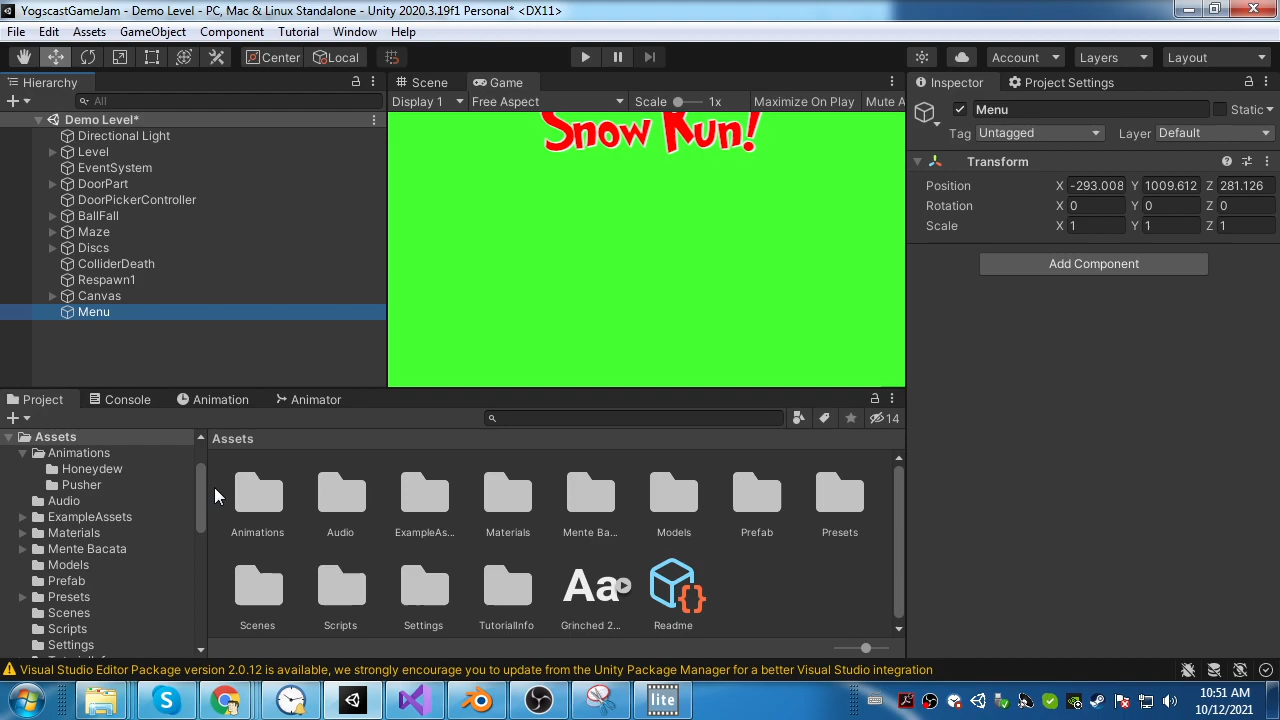 YogscastGameJam - Demo Level - PC, Mac & Linux Standalone - Unity 2020.3.19f1 Personal* <DX11>
File Edit Assets GameObject Component Tutorial Window Help
Center Local Account Layers Layout
Hierarchy
All
Demo Level*
Directional Light
Level
EventSystem
DoorPart
DoorPickerController
BallFall
Maze
Discs
ColliderDeath
Respawn1
Canvas
Menu
Scene Game
Display 1 Free Aspect Scale 1x Maximize On Play Mute A
Snow Run!
Inspector Project Settings
Menu Static
Tag Untagged Layer Default
Transform
Position X -293.008 Y 1009.612 Z 281.126
Rotation X 0 Y 0 Z 0
Scale X 1 Y 1 Z 1
Add Component
Project Console Animation Animator
14
Assets
Animations
Honeydew
Pusher
Audio
ExampleAssets
Materials
Mente Bacata
Models
Prefab
Presets
Scenes
Scripts
Settings
Assets
Animations Audio ExampleAs... Materials Mente Ba... Models Prefab Presets
Aa
{}
Scenes Scripts Settings TutorialInfo Grinched 2... Readme
Visual Studio Editor Package version 2.0.12 is available, we strongly encourage you to update from the Unity Package Manager for a better Visual Studio integration
lite
10:51 AM
10/12/2021